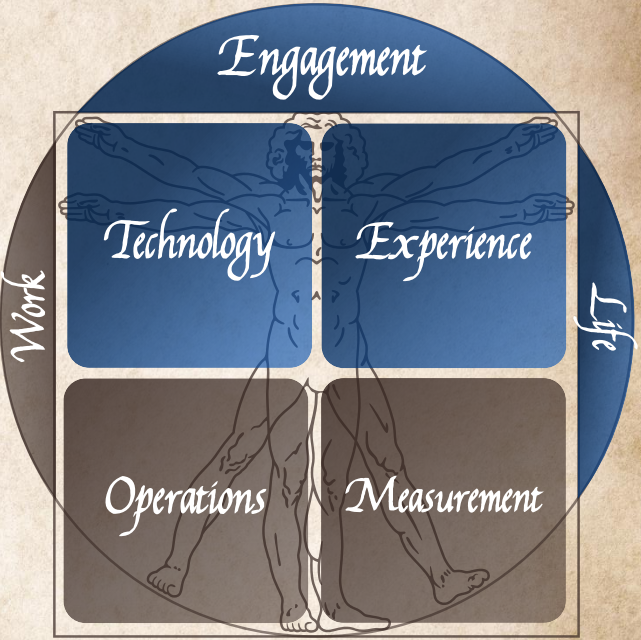 Engagement
Technology
Experience
Work
Life
Operations
Measurement